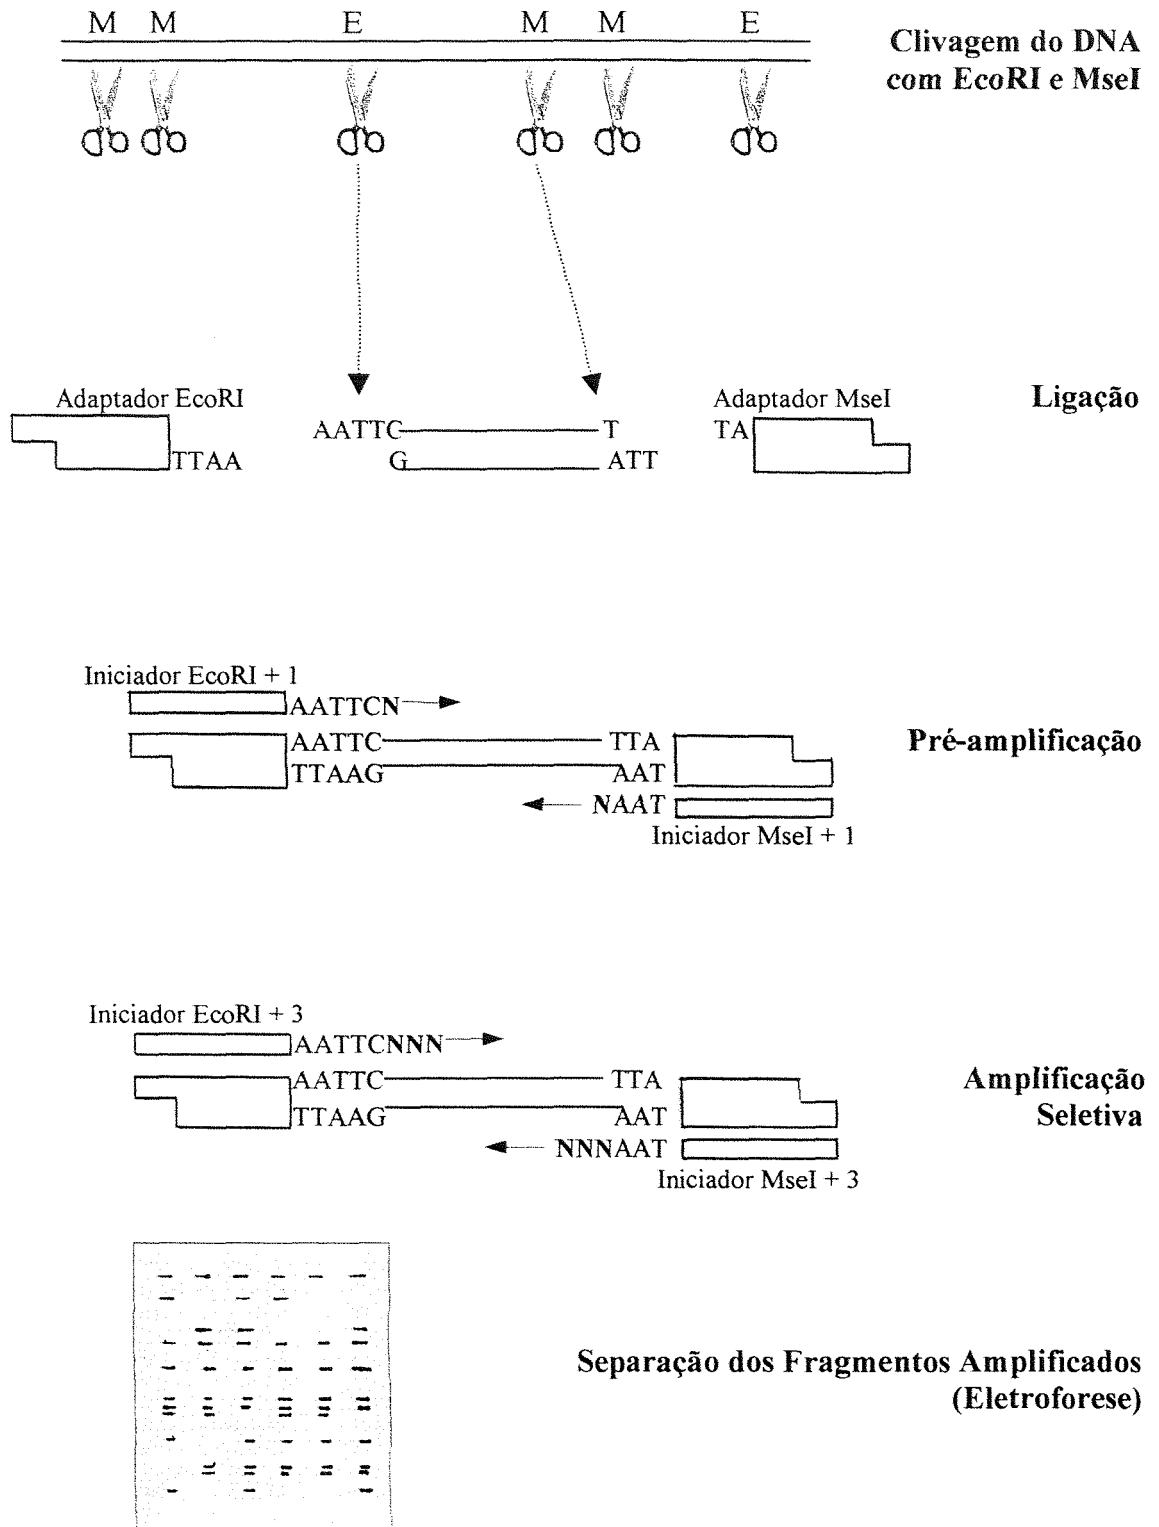 M M E M M E
Clivagem do DNA
com EcoRI e MseI
Adaptador EcoRI
Adaptador MseI
Ligação
AATTC T
TA
TTAA
G ATT
Iniciador EcoRI + 1
AATTCN
AATTC TTA
Pré-amplificação
TTAAG AAT
NAAT
Iniciador MseI + 1
Iniciador EcoRI + 3
AATTCNNN
AATTC TTA
Amplificação
Seletiva
TTAAG AAT
NNNAAT
Iniciador MseI + 3
Separação dos Fragmentos Amplificados
(Eletroforese)